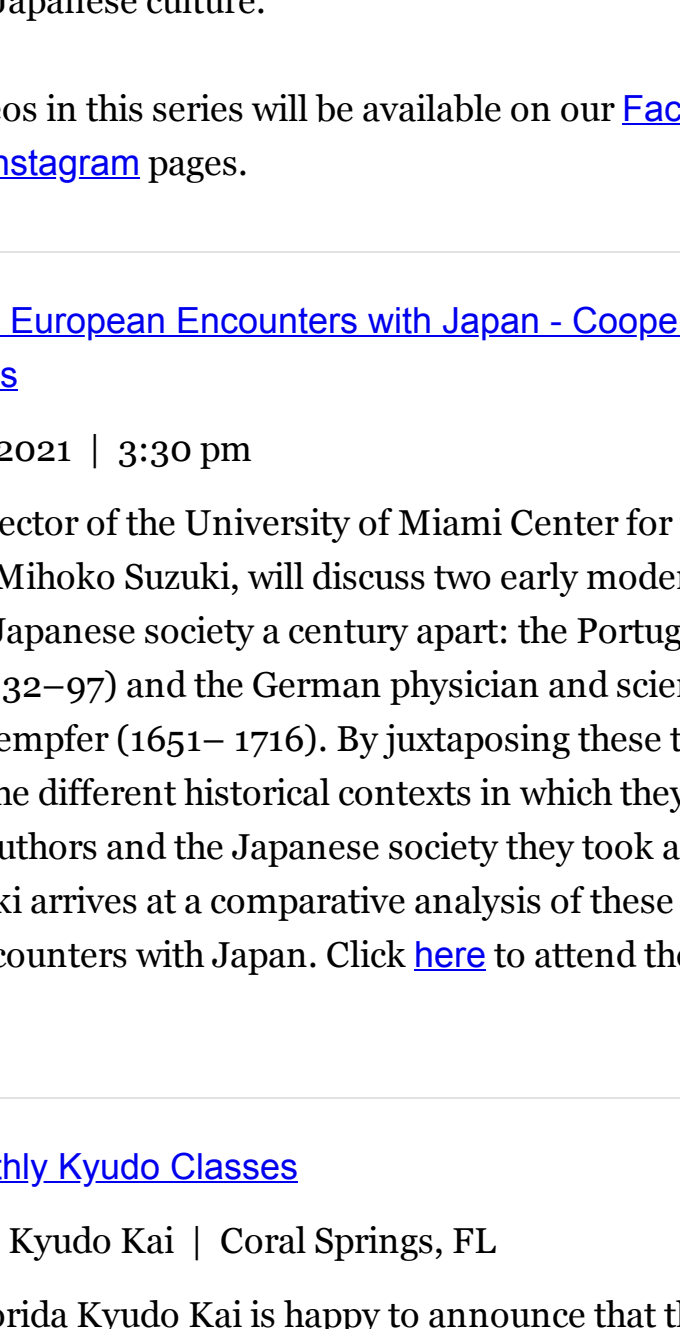 Japanese culture.
eos in this series will be available on our Fac
nstagram pages.
European Encounters with Japan - Coope
s
2021 | 3:30 pm
ector of the University of Miami Center for
Mihoko Suzuki, will discuss two early moder
Japanese society a century apart: the Portug
32–97) and the German physician and scien
empfer (1651– 1716). By juxtaposing these t
he different historical contexts in which they
uthors and the Japanese society they took a
ki arrives at a comparative analysis of these
counters with Japan. Click here to attend the
thly Kyudo Classes
Kyudo Kai | Coral Springs, FL
orida Kyudo Kai is happy to announce that th